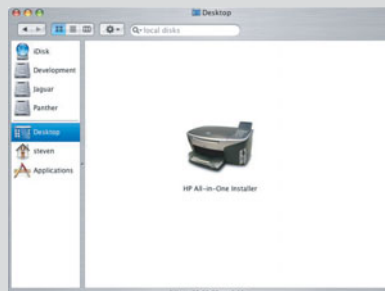 Desktop
local disks
iDisk
Development
Jaguar
Panther
Desktop
steven
Applications
HP All-in-One Installer